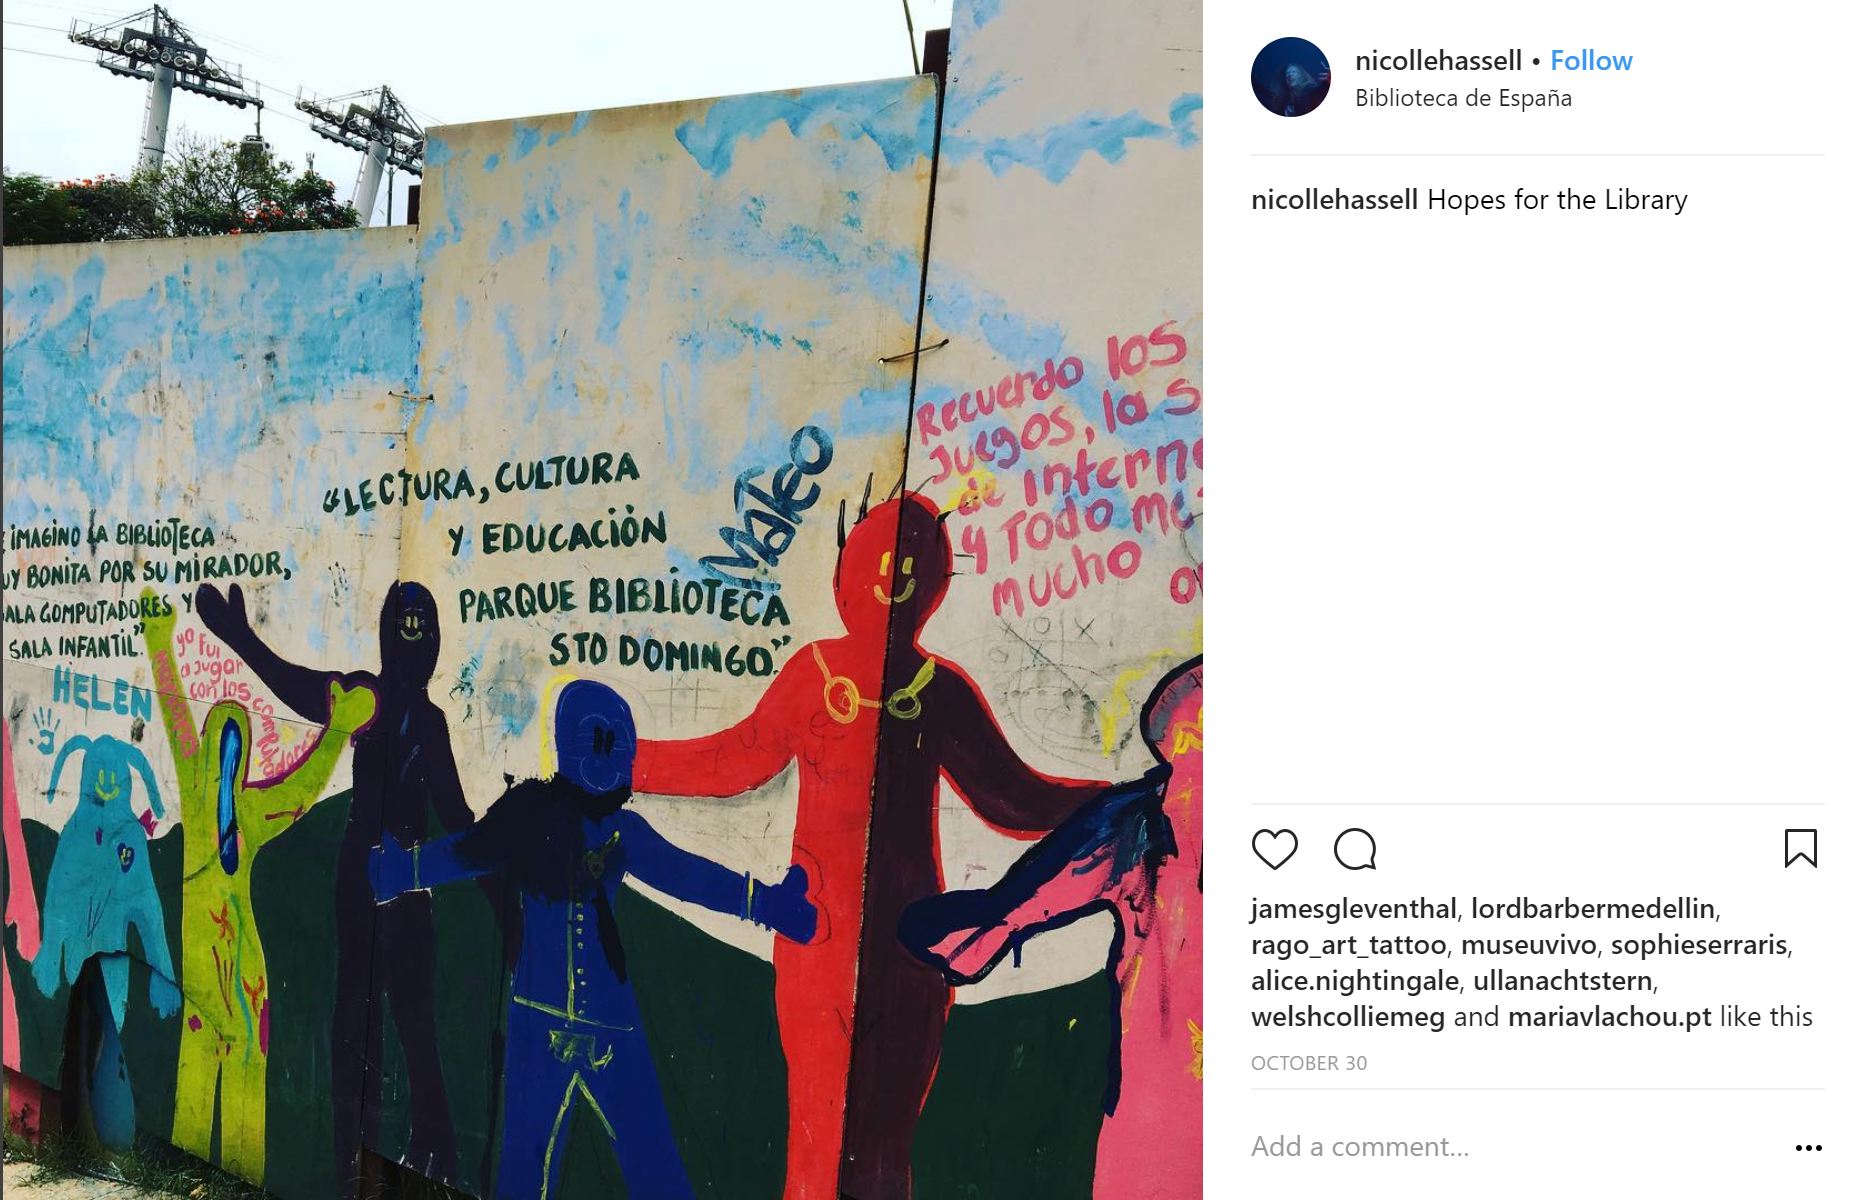 IMAGINO LA BIBLIOTECA
UY BONITA POR SU MIRADOR,
ALA COMPUTADORES Y
SALA INFANTIL."
HELEN
yo Fui
a jugar
con los
computadores
"LECTURA, CULTURA
Y EDUCACIÓN
PARQUE BIBLIOTECA
STO DOMINGO."
Mateo
Recuerdo los
Juegos, la s
de interne
y Todo me
mucho
nicollehassell • Follow
Biblioteca de España
nicollehassell Hopes for the Library
jamesgleventhal, lordbarbermedellin,
rago_art_tattoo, museuvivo, sophieserraris,
alice.nightingale, ullanachtstern,
welshcolliemeg and mariavlachou.pt like this
OCTOBER 30
Add a comment...